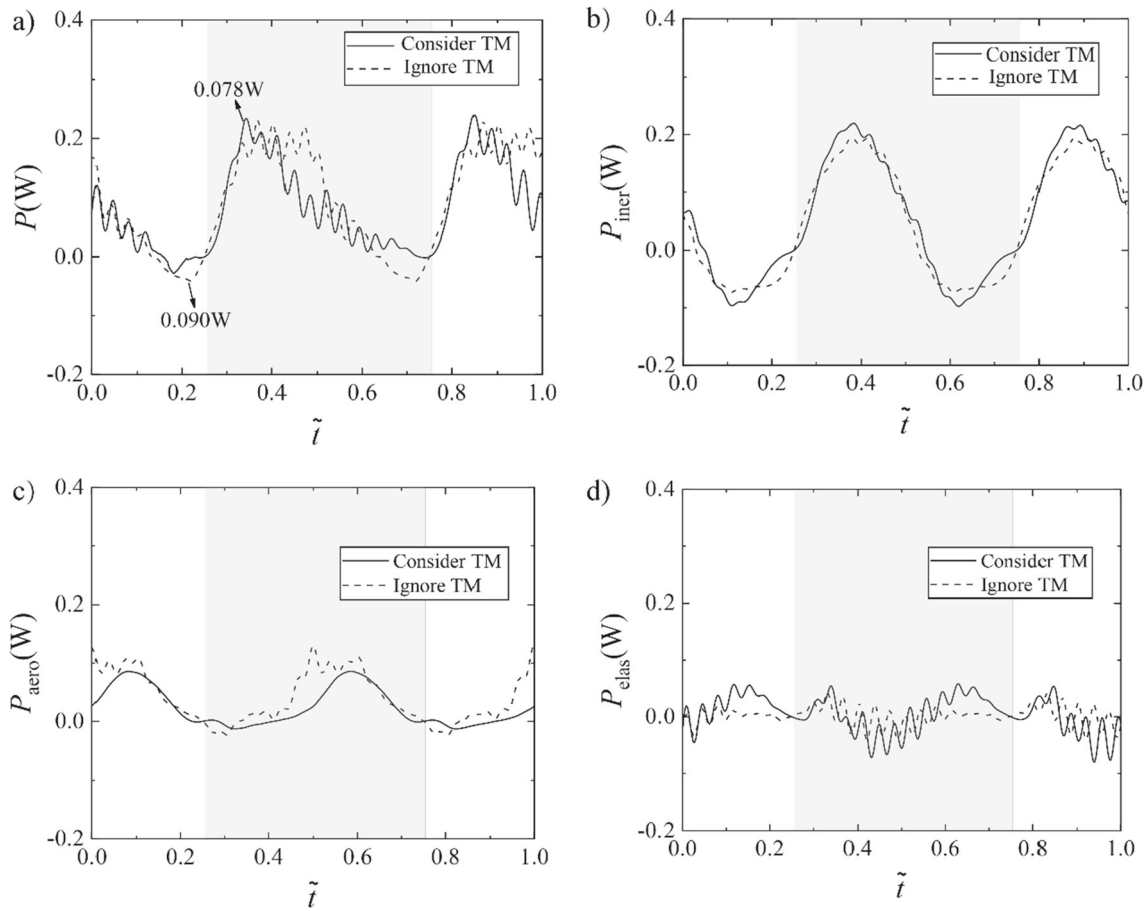 a)
0.4
0.2
0.0
-0.2
P(W)
Consider TM
Ignore TM
0.078W
0.090W
0.0 0.2 0.4 0.6 0.8 1.0
t̃
b)
0.4
0.2
0.0
-0.2
P_iner(W)
Consider TM
Ignore TM
0.0 0.2 0.4 0.6 0.8 1.0
t̃
c)
0.4
0.2
0.0
-0.2
P_aero(W)
Consider TM
Ignore TM
0.0 0.2 0.4 0.6 0.8 1.0
t̃
d)
0.4
0.2
0.0
-0.2
P_elas(W)
Consider TM
Ignore TM
0.0 0.2 0.4 0.6 0.8 1.0
t̃